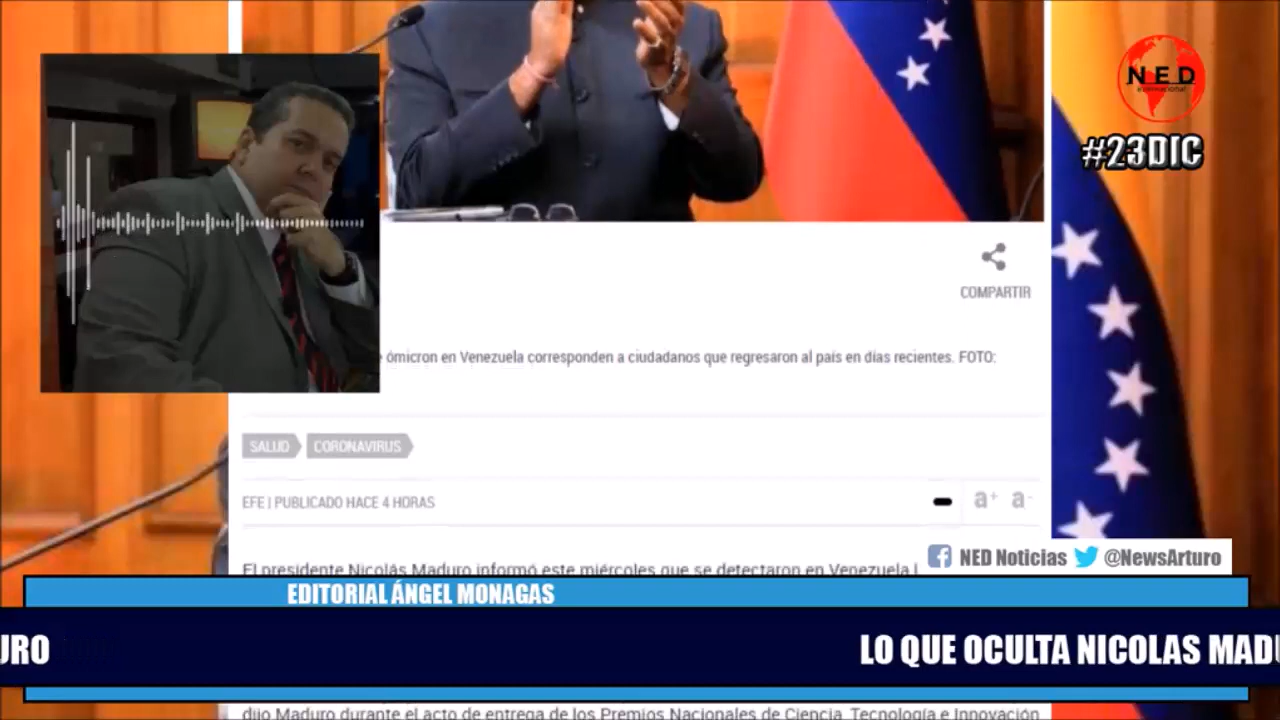 N.E.D
#23DIC
COMPARTIR
ómicron en Venezuela corresponden a ciudadanos que regresaron al país en días recientes. FOTO:
SALUD CORONAVIRUS
EFE | PUBLICADO HACE 4 HORAS
a+ a-
El presidente Nicolás Maduro informó este miércoles que se detectaron en Venezuela
NED Noticias @NewsArturo
EDITORIAL ÁNGEL MONAGAS
URO LO QUE OCULTA NICOLAS MADU
dijo Maduro durante el acto de entrega de los Premios Nacionales de Ciencia, Tecnología e Innovación